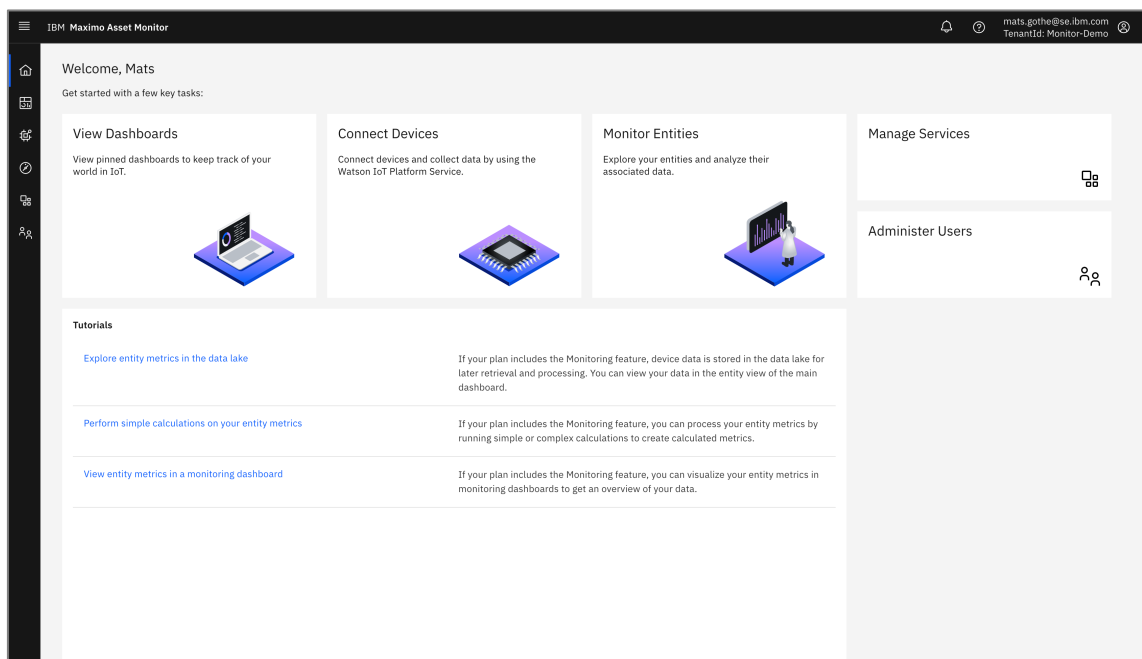 IBM Maximo Asset Monitor
mats.gothe@se.ibm.com
TenantId: Monitor-Demo
Welcome, Mats
Get started with a few key tasks:
View Dashboards
View pinned dashboards to keep track of your
world in IoT.
Connect Devices
Connect devices and collect data by using the
Watson IoT Platform Service.
Monitor Entities
Explore your entities and analyze their
associated data.
Manage Services
Administer Users
Tutorials
Explore entity metrics in the data lake
If your plan includes the Monitoring feature, device data is stored in the data lake for
later retrieval and processing. You can view your data in the entity view of the main
dashboard.
Perform simple calculations on your entity metrics
If your plan includes the Monitoring feature, you can process your entity metrics by
running simple or complex calculations to create calculated metrics.
View entity metrics in a monitoring dashboard
If your plan includes the Monitoring feature, you can visualize your entity metrics in
monitoring dashboards to get an overview of your data.